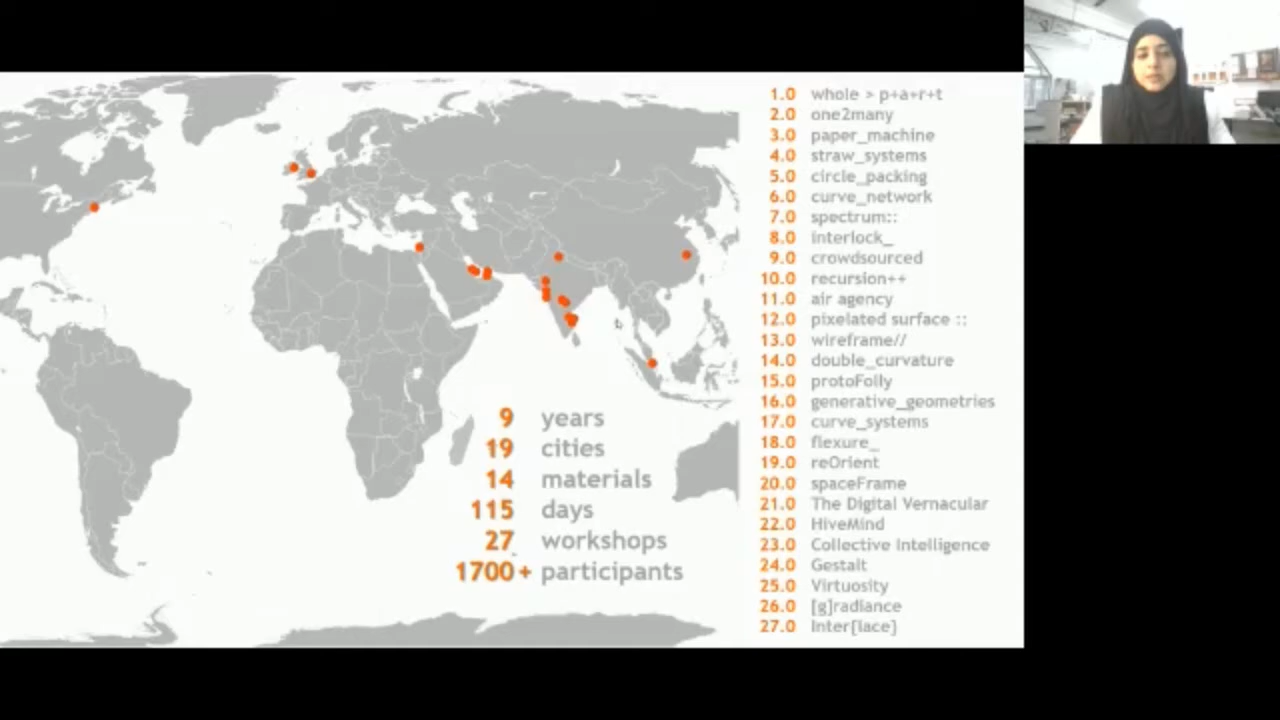 1.0 whole > p+a+r+t
2.0 one2many
3.0 paper_machine
4.0 straw_systems
5.0 circle_packing
6.0 curve_network
7.0 spectrum::
8.0 interlock_
9.0 crowdsourced
10.0 recursion++
11.0 air agency
12.0 pixelated surface ::
13.0 wireframe//
14.0 double_curvature
15.0 protoFolly
16.0 generative_geometries
17.0 curve_systems
18.0 flexure_
19.0 reOrient
20.0 spaceFrame
21.0 The Digital Vernacular
22.0 HiveMind
23.0 Collective Intelligence
24.0 Gestalt
25.0 Virtuosity
26.0 [g]radiance
27.0 Inter[lace]
9 years
19 cities
14 materials
115 days
27 workshops
1700+ participants